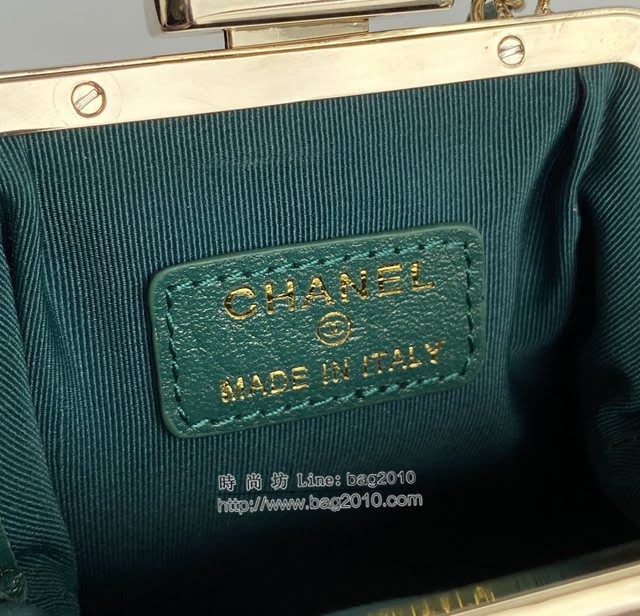 CHANEL
MADE IN ITALY
時尚坊 Line: bag2010
http://www.bag2010.com/